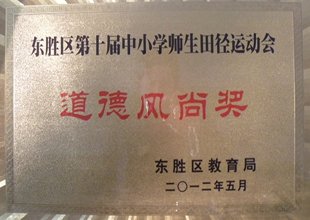 东胜区第十届中小学师生田径运动会
道德风尚奖
东胜区教育局
二〇一二年五月